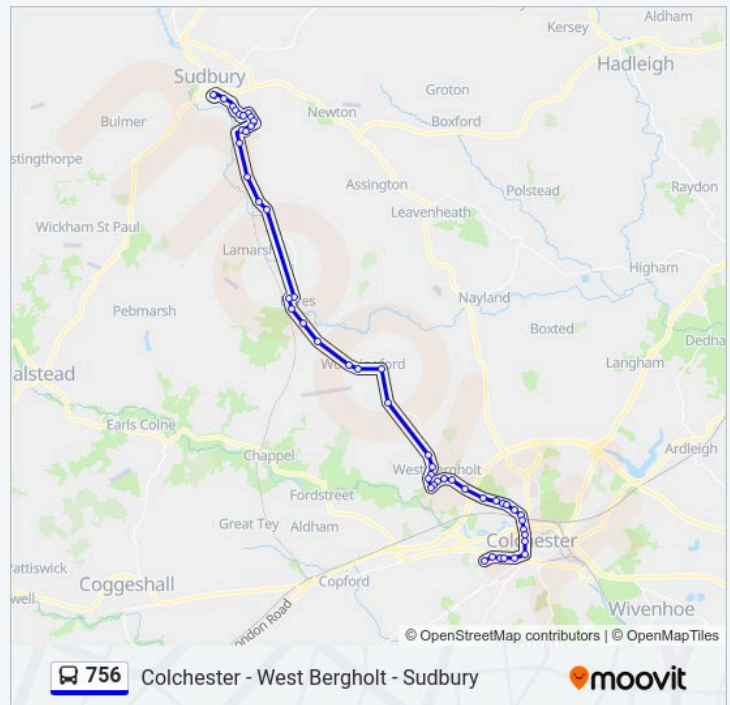 Aldham
Kersey
Hadleigh
Sudbury
Groton
Newton
Boxford
Bulmer
stingthorpe
Assington
Polstead
Raydon
Leavenheath
Wickham St Paul
Lamarsh
Higham
Nayland
Pebmarsh
Boxted
Dedha
Langham
alstead
Earls Colne
Ardleigh
Chappel
West Bergholt
Fordstreet
Great Tey
Aldham
Colchester
Pattiswick
Coggeshall
Copford
well
Wivenhoe
ondon Road
© OpenStreetMap contributors | © OpenMapTiles
756 Colchester - West Bergholt - Sudbury
moovit